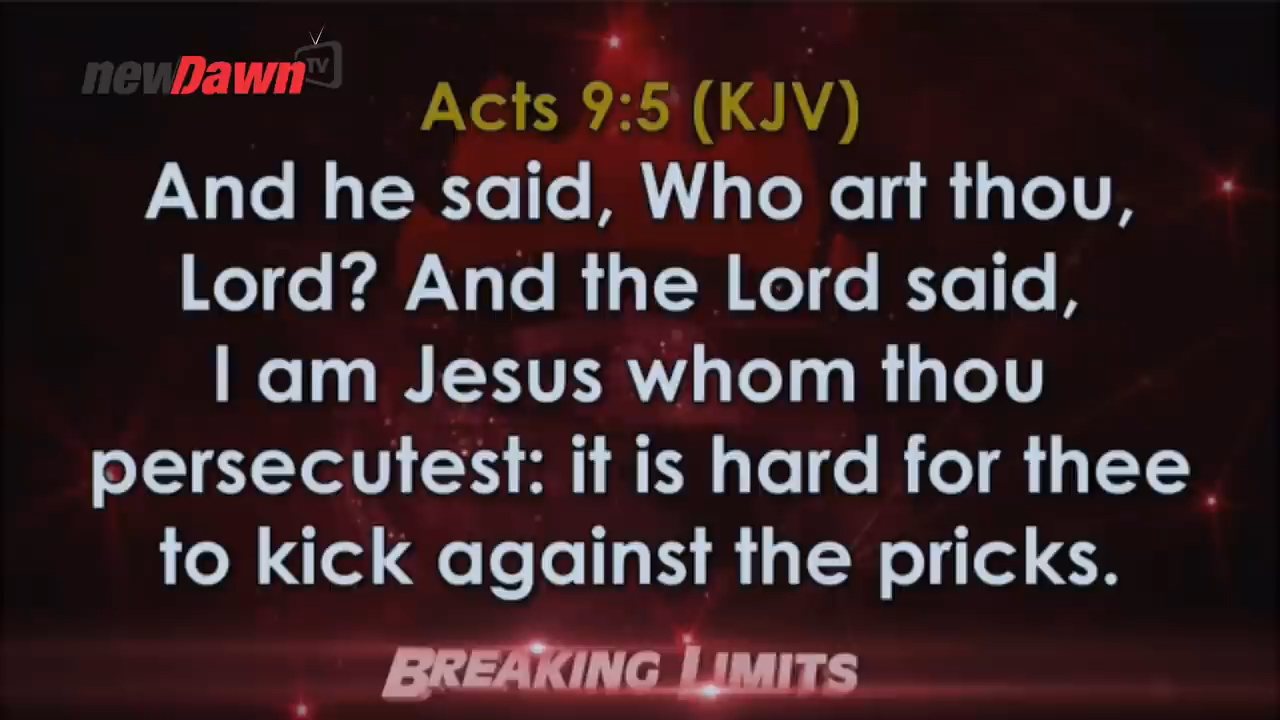 newDawn TV
Acts 9:5 (KJV)
And he said, Who art thou,
Lord? And the Lord said,
I am Jesus whom thou
persecutest: it is hard for thee
to kick against the pricks.
BREAKING LIMITS